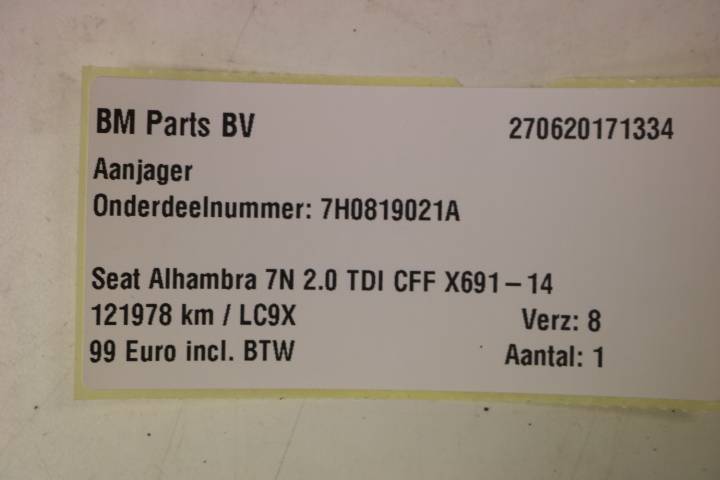 BM Parts BV 270620171334
Aanjager
Onderdeelnummer: 7H0819021A
Seat Alhambra 7N 2.0 TDI CFF X691-14
121978 km / LC9X Verz: 8
99 Euro incl. BTW Aantal: 1